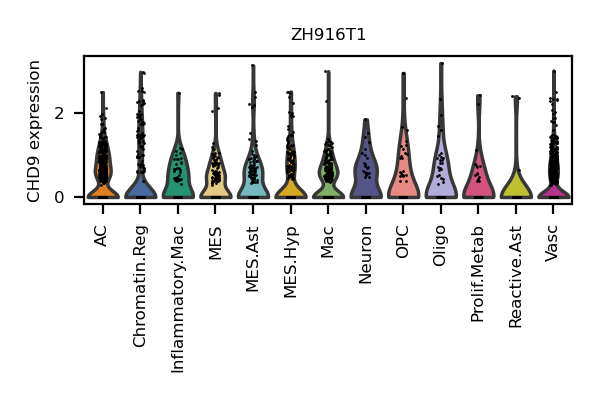 ZH916T1
CHD9 expression
2
0
AC
Chromatin.Reg
Inflammatory.Mac
MES
MES.Ast
MES.Hyp
Mac
Neuron
OPC
Oligo
Prolif.Metab
Reactive.Ast
Vasc